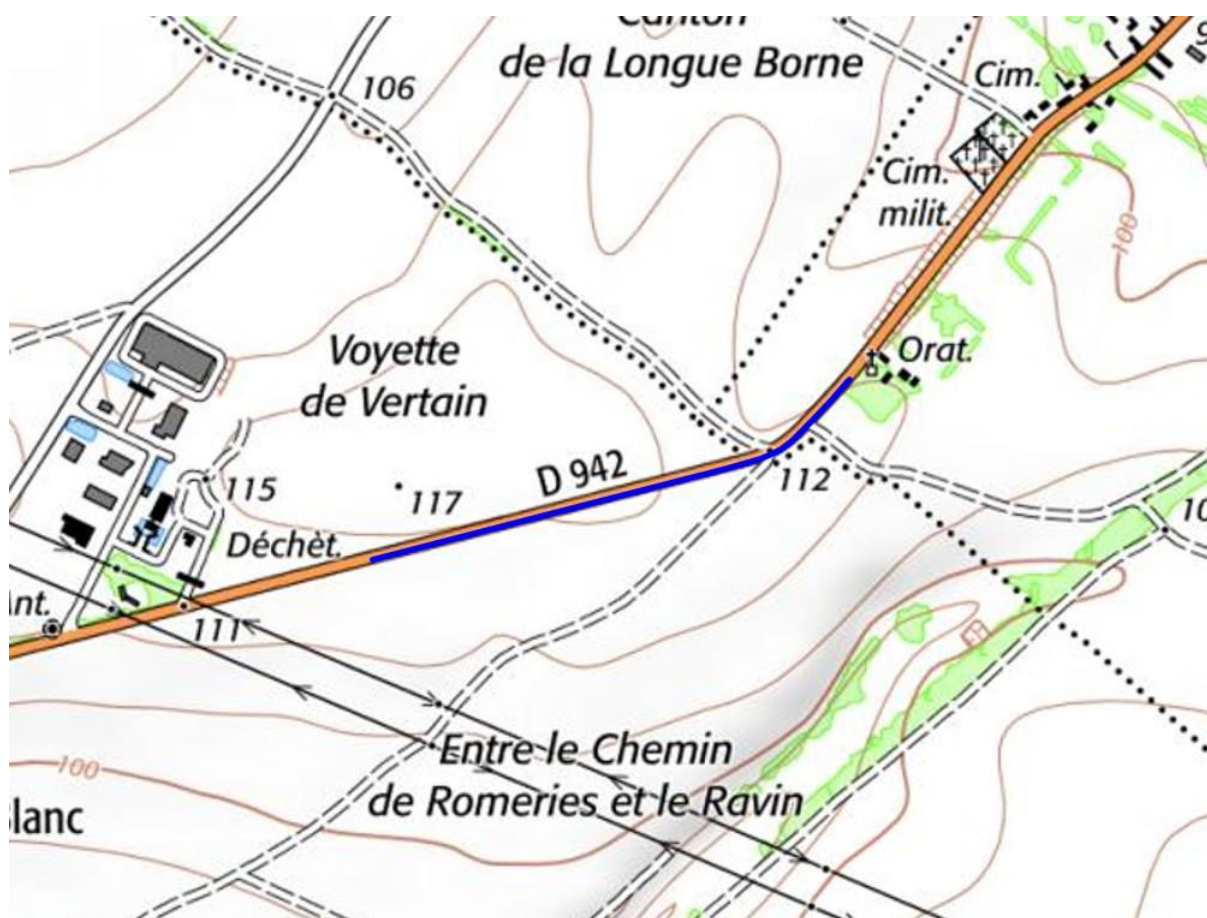 Canton
de la Longue Borne
106
Cim.
Cim.
milit.
100
Orat.
Voyette
de Vertain
D 942
112
115
117
Déchèt.
111
100
Entre le Chemin
de Romeries et le Ravin